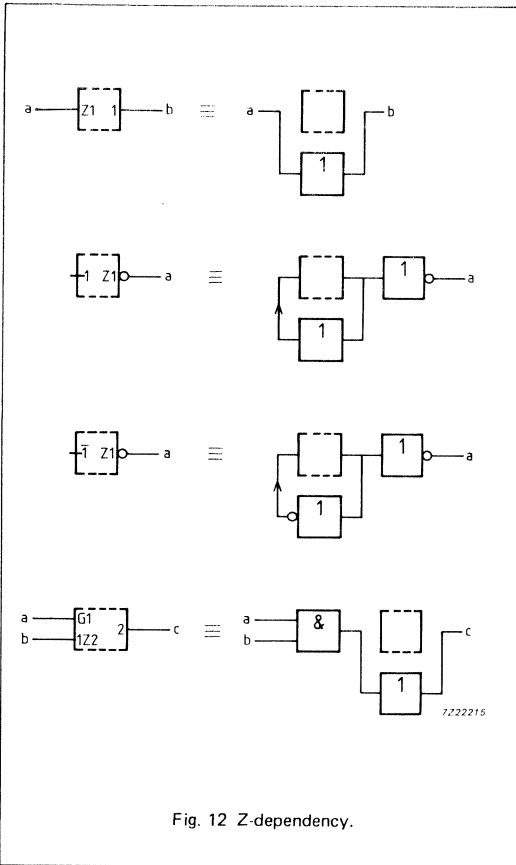 a Z1 1 b ≡ a b
1
1 Z1 a ≡ 1 a
1
1̅ Z1 a ≡ 1 a
1
a G1 2 c ≡ a & c
b 1Z2 b
1
7Z22215
Fig. 12 Z-dependency.